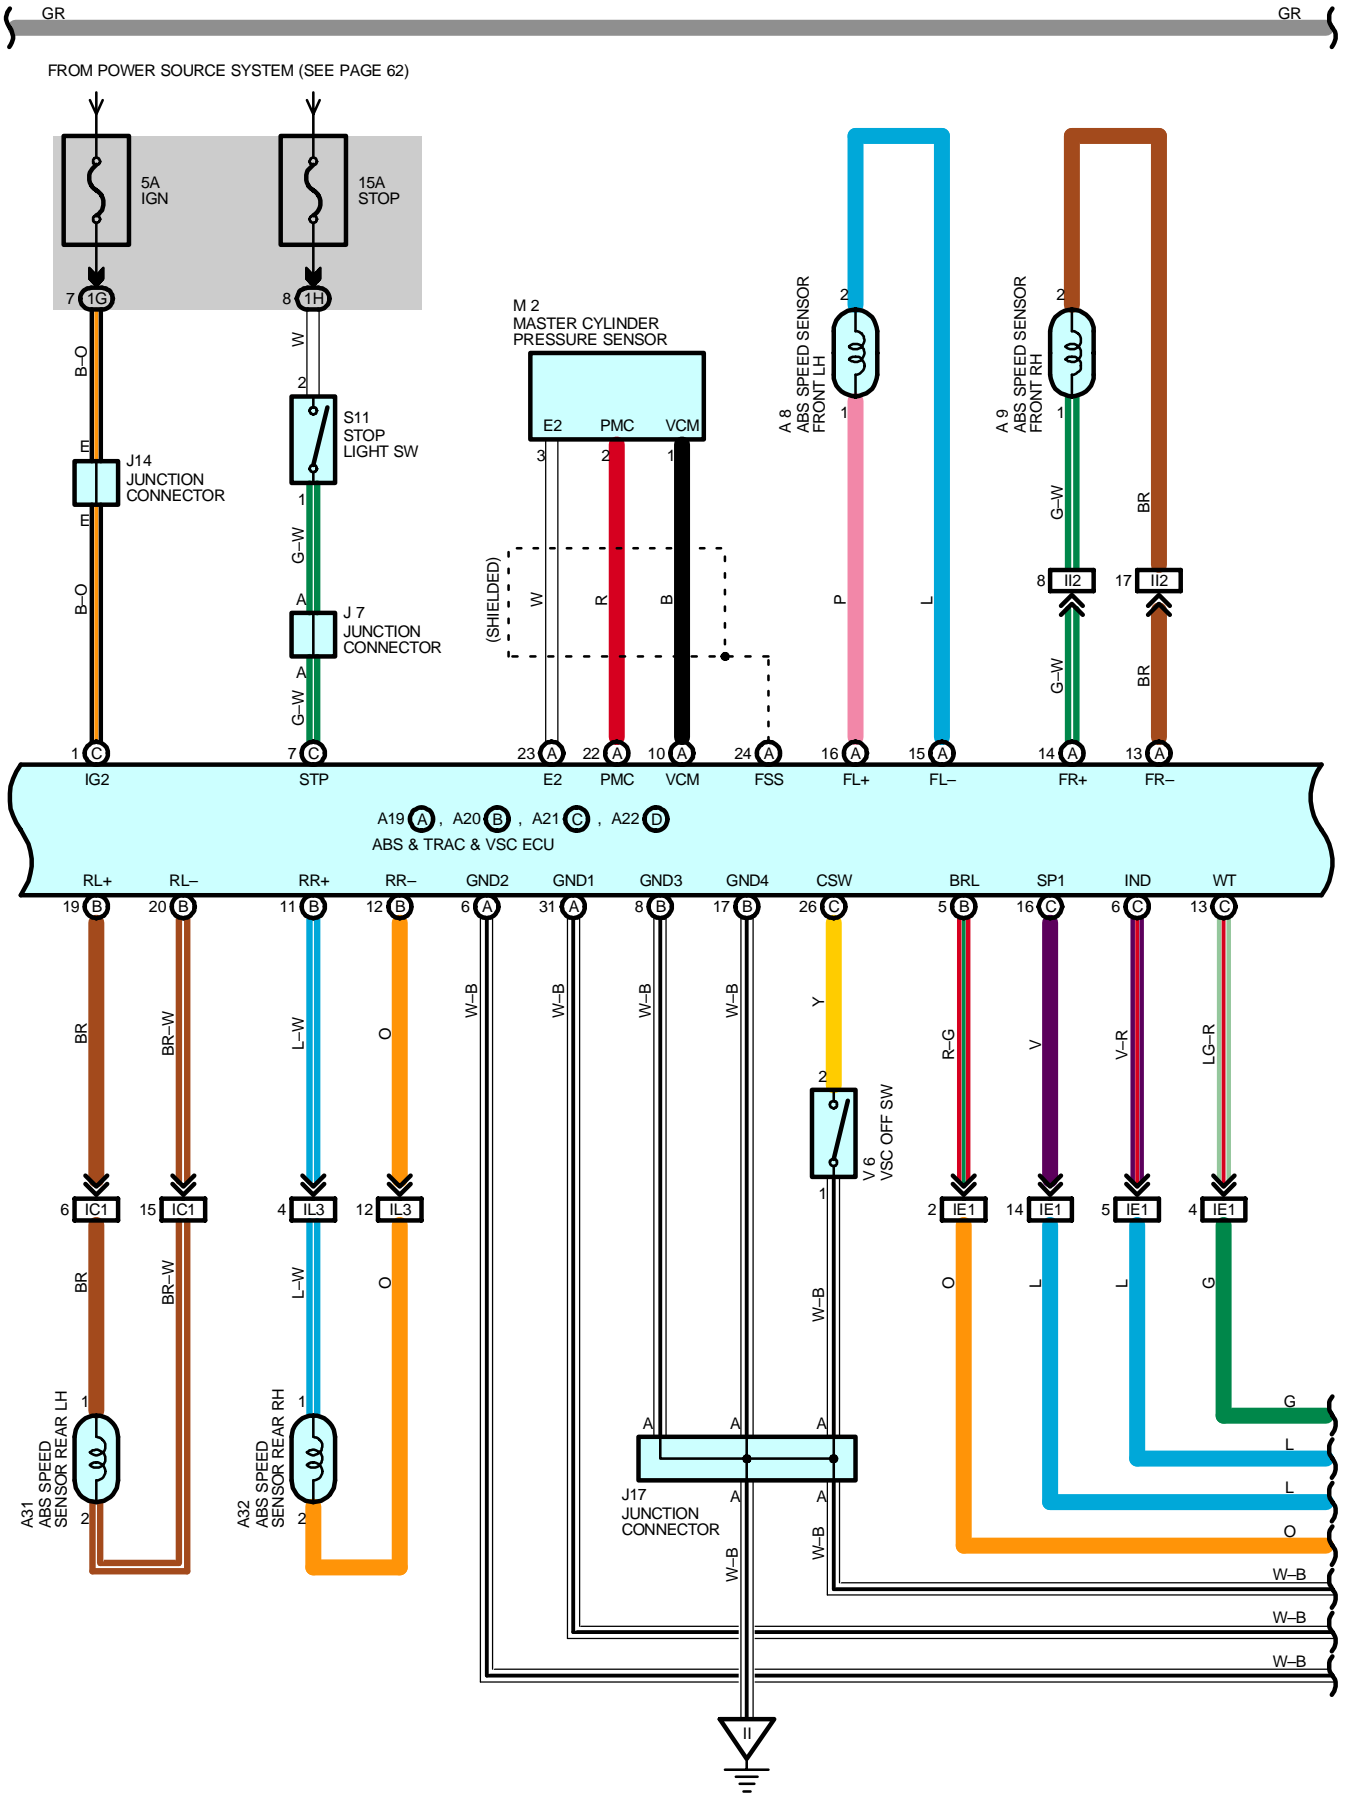 GR
GR
FROM POWER SOURCE SYSTEM (SEE PAGE 62)
5A
IGN
15A
STOP
7
1G
8
1H
B–O
W
2
E
J14
JUNCTION
CONNECTOR
E
B–O
S11
STOP
LIGHT SW
1
G–W
A
J 7
JUNCTION
CONNECTOR
A
G–W
M 2
MASTER CYLINDER
PRESSURE SENSOR
E2
PMC
VCM
3
2
1
(SHIELDED)
W
R
B
2
A 8
ABS SPEED SENSOR
FRONT LH
1
P
L
2
A 9
ABS SPEED SENSOR
FRONT RH
1
G–W
BR
8
II2
17
II2
G–W
BR
1
C
7
C
23
A
22
A
10
A
24
A
16
A
15
A
14
A
13
A
IG2
STP
E2
PMC
VCM
FSS
FL+
FL–
FR+
FR–
A19 A , A20 B , A21 C , A22 D
ABS & TRAC & VSC ECU
RL+
RL–
RR+
RR–
GND2
GND1
GND3
GND4
CSW
BRL
SP1
IND
WT
19
B
20
B
11
B
12
B
6
A
31
A
8
B
17
B
26
C
5
B
16
C
6
C
13
C
BR
BR–W
L–W
O
W–B
W–B
W–B
W–B
Y
R–G
V
V–R
LG–R
2
V 6
VSC OFF SW
1
6
IC1
15
IC1
4
IL3
12
IL3
2
IE1
14
IE1
5
IE1
4
IE1
BR
BR–W
L–W
O
W–B
O
L
L
G
1
A31
ABS SPEED
SENSOR REAR LH
2
1
A32
ABS SPEED
SENSOR REAR RH
2
A
A
A
J17
JUNCTION
CONNECTOR
A
A
W–B
W–B
G
L
L
O
W–B
W–B
W–B
II